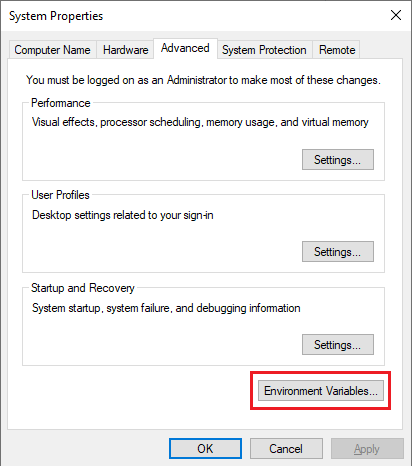 System Properties
Computer Name Hardware Advanced System Protection Remote
You must be logged on as an Administrator to make most of these changes.
Performance
Visual effects, processor scheduling, memory usage, and virtual memory
Settings...
User Profiles
Desktop settings related to your sign-in
Settings...
Startup and Recovery
System startup, system failure, and debugging information
Settings...
Environment Variables...
OK Cancel Apply